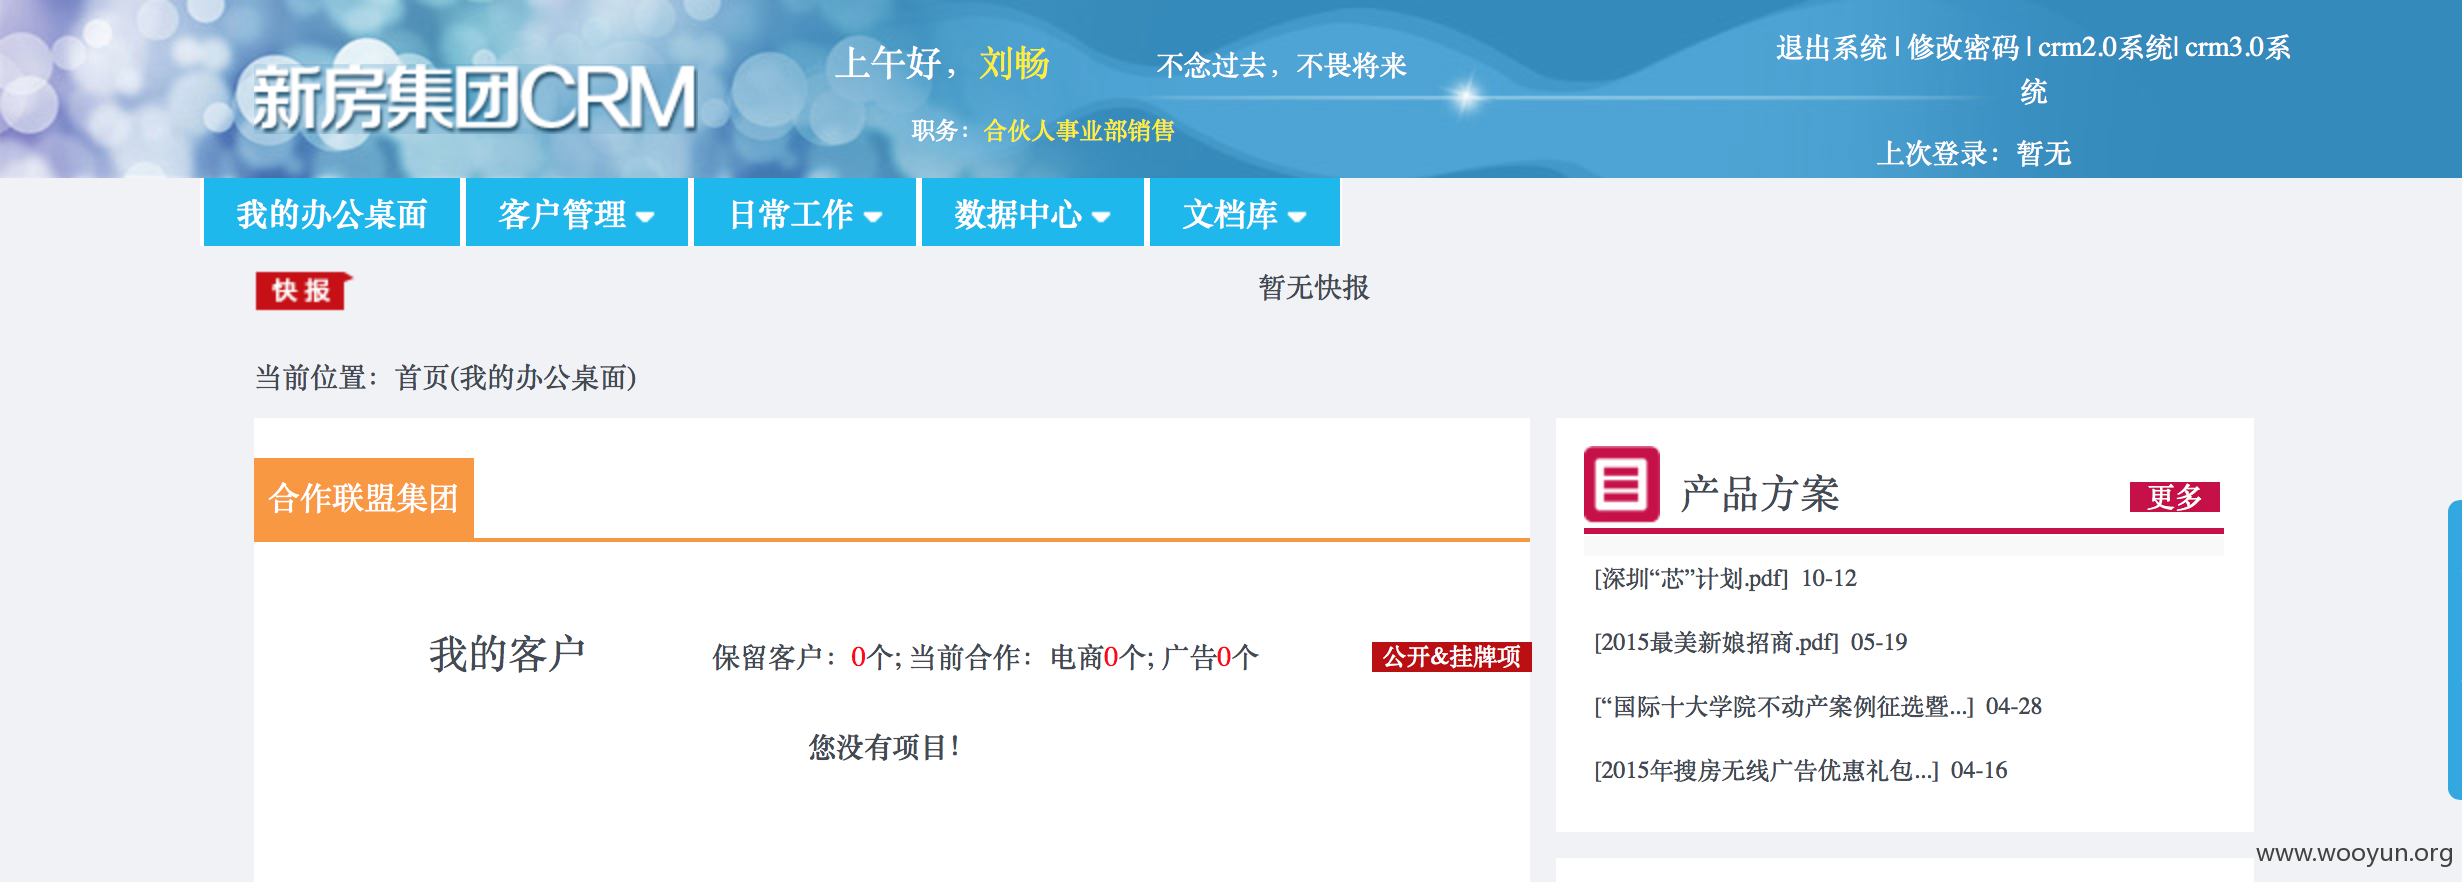 新房集团CRM
上午好，刘畅
不念过去，不畏将来
职务：合伙人事业部销售
退出系统 | 修改密码 | crm2.0系统| crm3.0系
统
上次登录：暂无
我的办公桌面
客户管理
日常工作
数据中心
文档库
快报
暂无快报
当前位置：首页(我的办公桌面)
合作联盟集团
我的客户
保留客户：0个; 当前合作：电商0个; 广告0个
公开&挂牌项
您没有项目！
产品方案
更多
[深圳“芯”计划.pdf] 10-12
[2015最美新娘招商.pdf] 05-19
[“国际十大学院不动产案例征选暨...] 04-28
[2015年搜房无线广告优惠礼包...] 04-16
www.wooyun.org